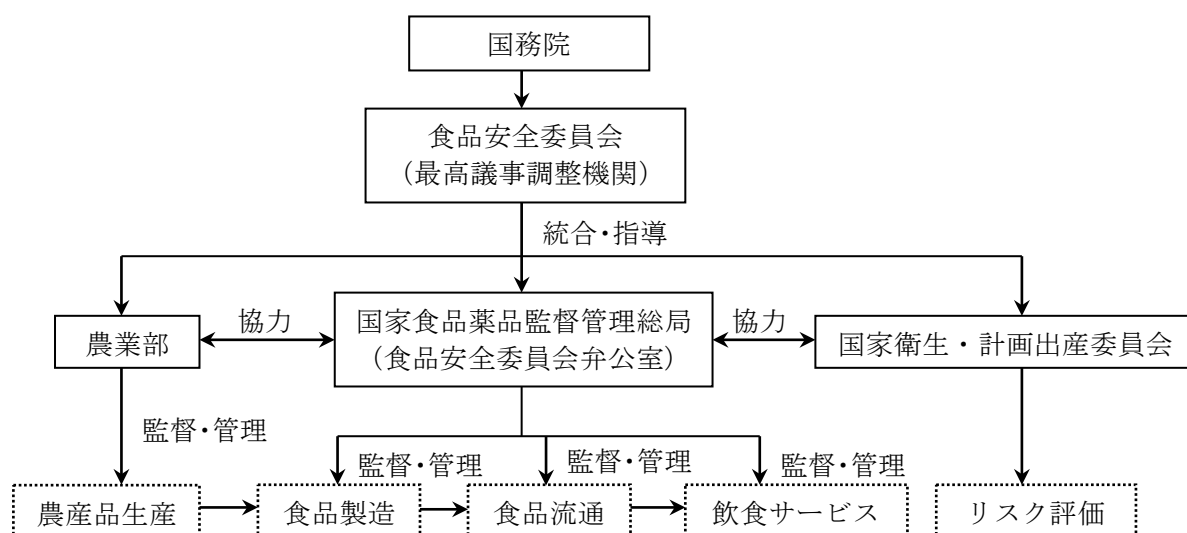 国務院
食品安全委員会
（最高議事調整機関）
統合・指導
農業部
協力
国家食品薬品監督管理総局
（食品安全委員会弁公室）
協力
国家衛生・計画出産委員会
監督・管理
監督・管理
監督・管理
監督・管理
農産品生産
食品製造
食品流通
飲食サービス
リスク評価